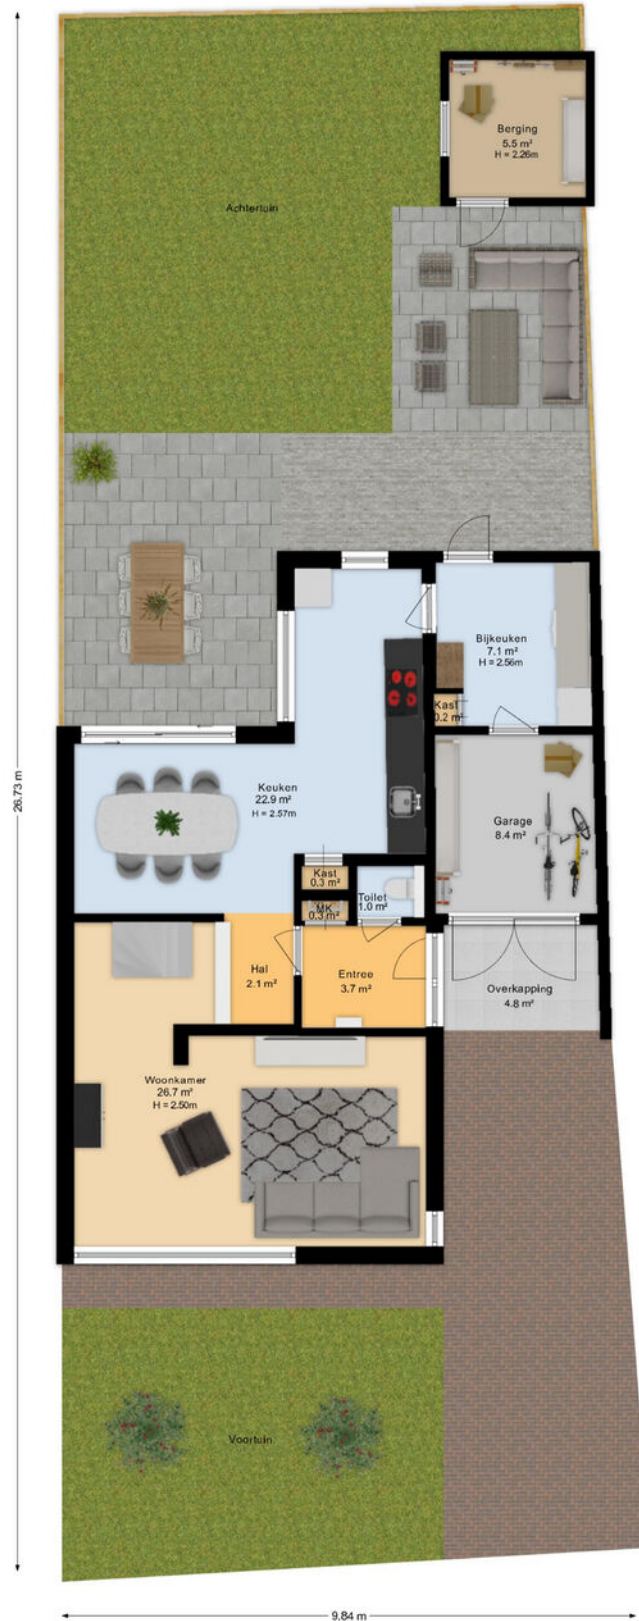 Berging
5.5 m²
H = 2.26m
Achtertuin
Bijkeuken
7.1 m²
H = 2.56m
Kast
0.2 m²
Keuken
22.9 m²
H = 2.57m
Garage
8.4 m²
Kast
0.3 m²
Toilet
1.0 m²
MK
0.3 m²
Hal
2.1 m²
Entree
3.7 m²
Overkapping
4.8 m²
Woonkamer
26.7 m²
H = 2.50m
Voortuin
26.73 m
9.84 m